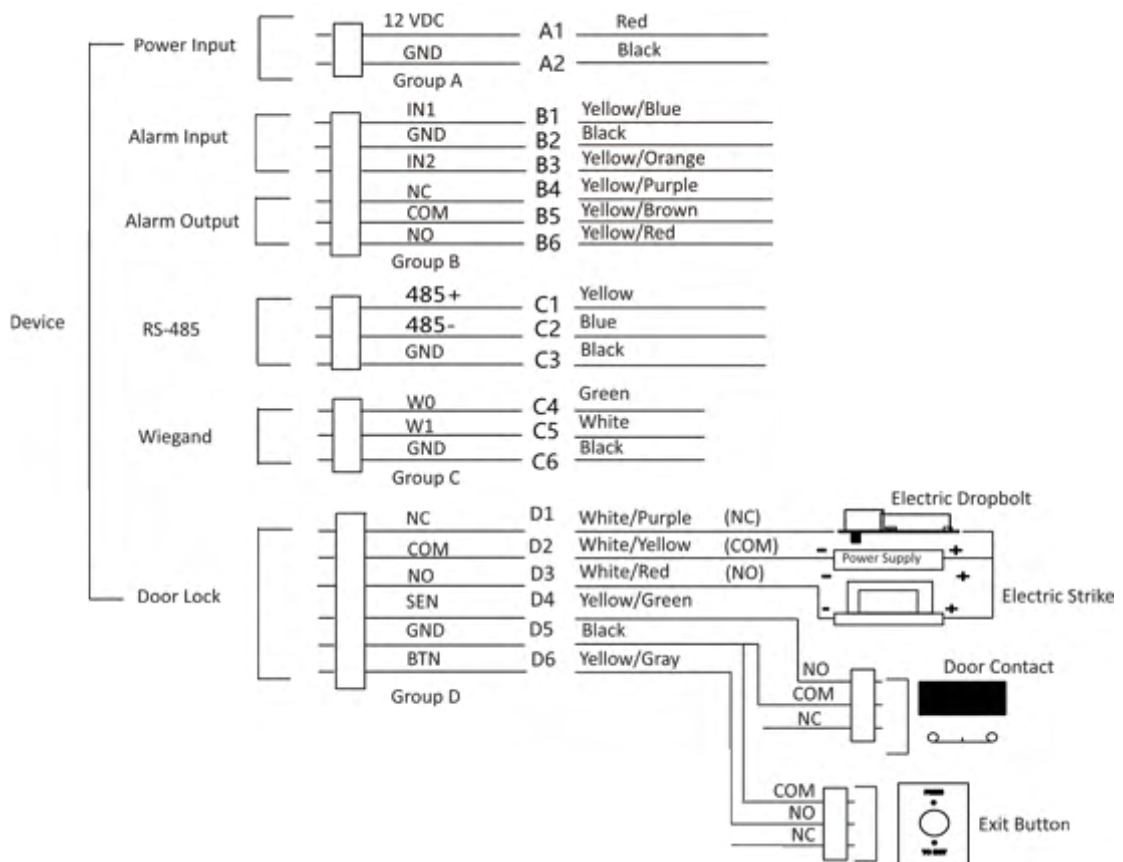 12 VDC A1 Red
Power Input
GND A2 Black
Group A
IN1 B1 Yellow/Blue
Alarm Input
GND B2 Black
IN2 B3 Yellow/Orange
NC B4 Yellow/Purple
Alarm Output
COM B5 Yellow/Brown
NO B6 Yellow/Red
Group B
485+ C1 Yellow
Device
RS-485
485- C2 Blue
GND C3 Black
W0 C4 Green
Wiegand
W1 C5 White
GND C6 Black
Group C
Electric Dropbolt
NC D1 White/Purple (NC)
COM D2 White/Yellow (COM) - Power Supply +
NO D3 White/Red (NO) - +
Door Lock
SEN D4 Yellow/Green - + Electric Strike
GND D5 Black
BTN D6 Yellow/Gray
Group D
NO Door Contact
COM
NC
COM
NO Exit Button
NC